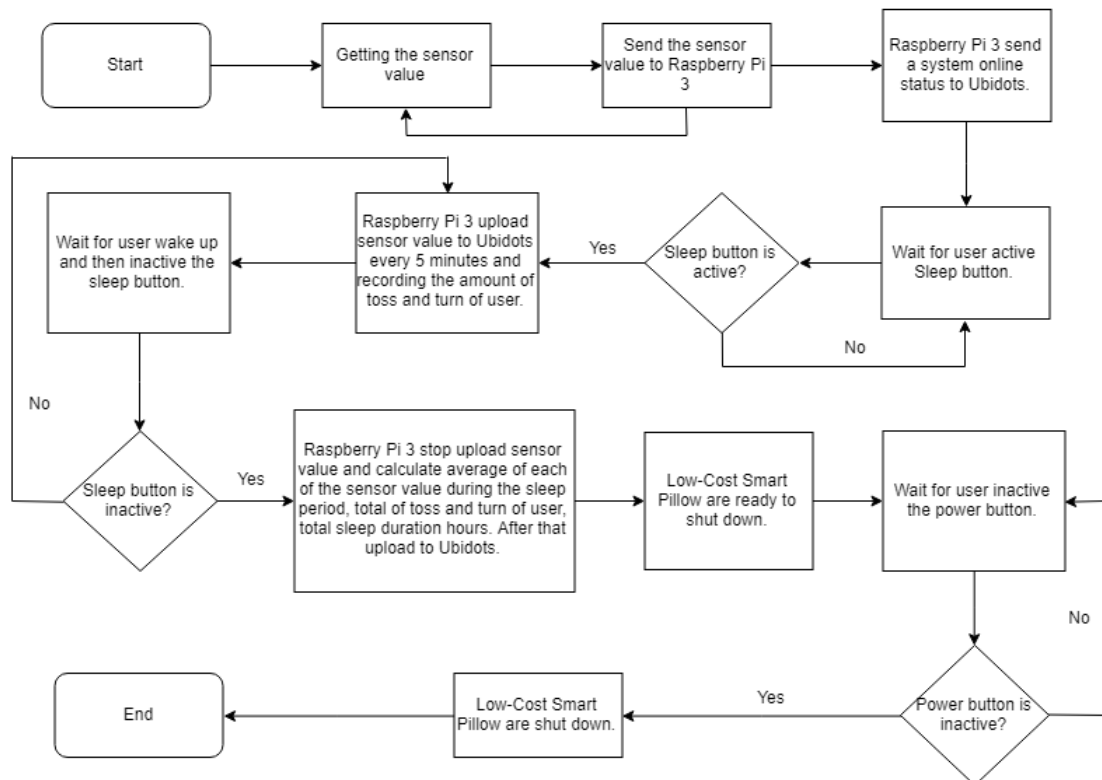 Start
Getting the sensor
value
Send the sensor
value to Raspberry Pi
3
Raspberry Pi 3 send
a system online
status to Ubidots.
Wait for user active
Sleep button.
Sleep button is
active?
No
Yes
Raspberry Pi 3 upload
sensor value to Ubidots
every 5 minutes and
recording the amount of
toss and turn of user.
Wait for user wake up
and then inactive the
sleep button.
Sleep button is
inactive?
No
Yes
Raspberry Pi 3 stop upload sensor
value and calculate average of each
of the sensor value during the sleep
period, total of toss and turn of user,
total sleep duration hours. After that
upload to Ubidots.
Low-Cost Smart
Pillow are ready to
shut down.
Wait for user inactive
the power button.
Power button is
inactive?
No
Yes
Low-Cost Smart
Pillow are shut down.
End